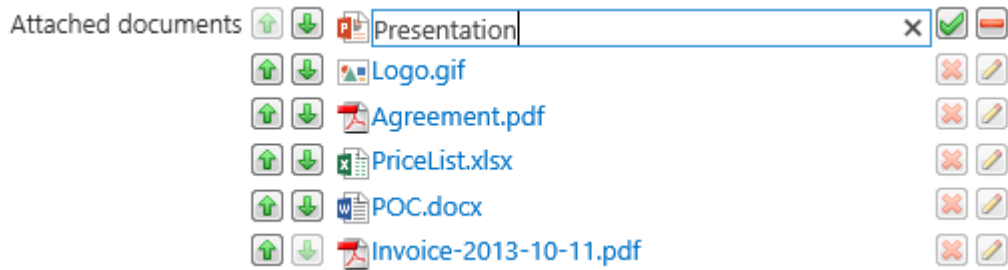 Attached documents Presentation
Logo.gif
Agreement.pdf
PriceList.xlsx
POC.docx
Invoice-2013-10-11.pdf